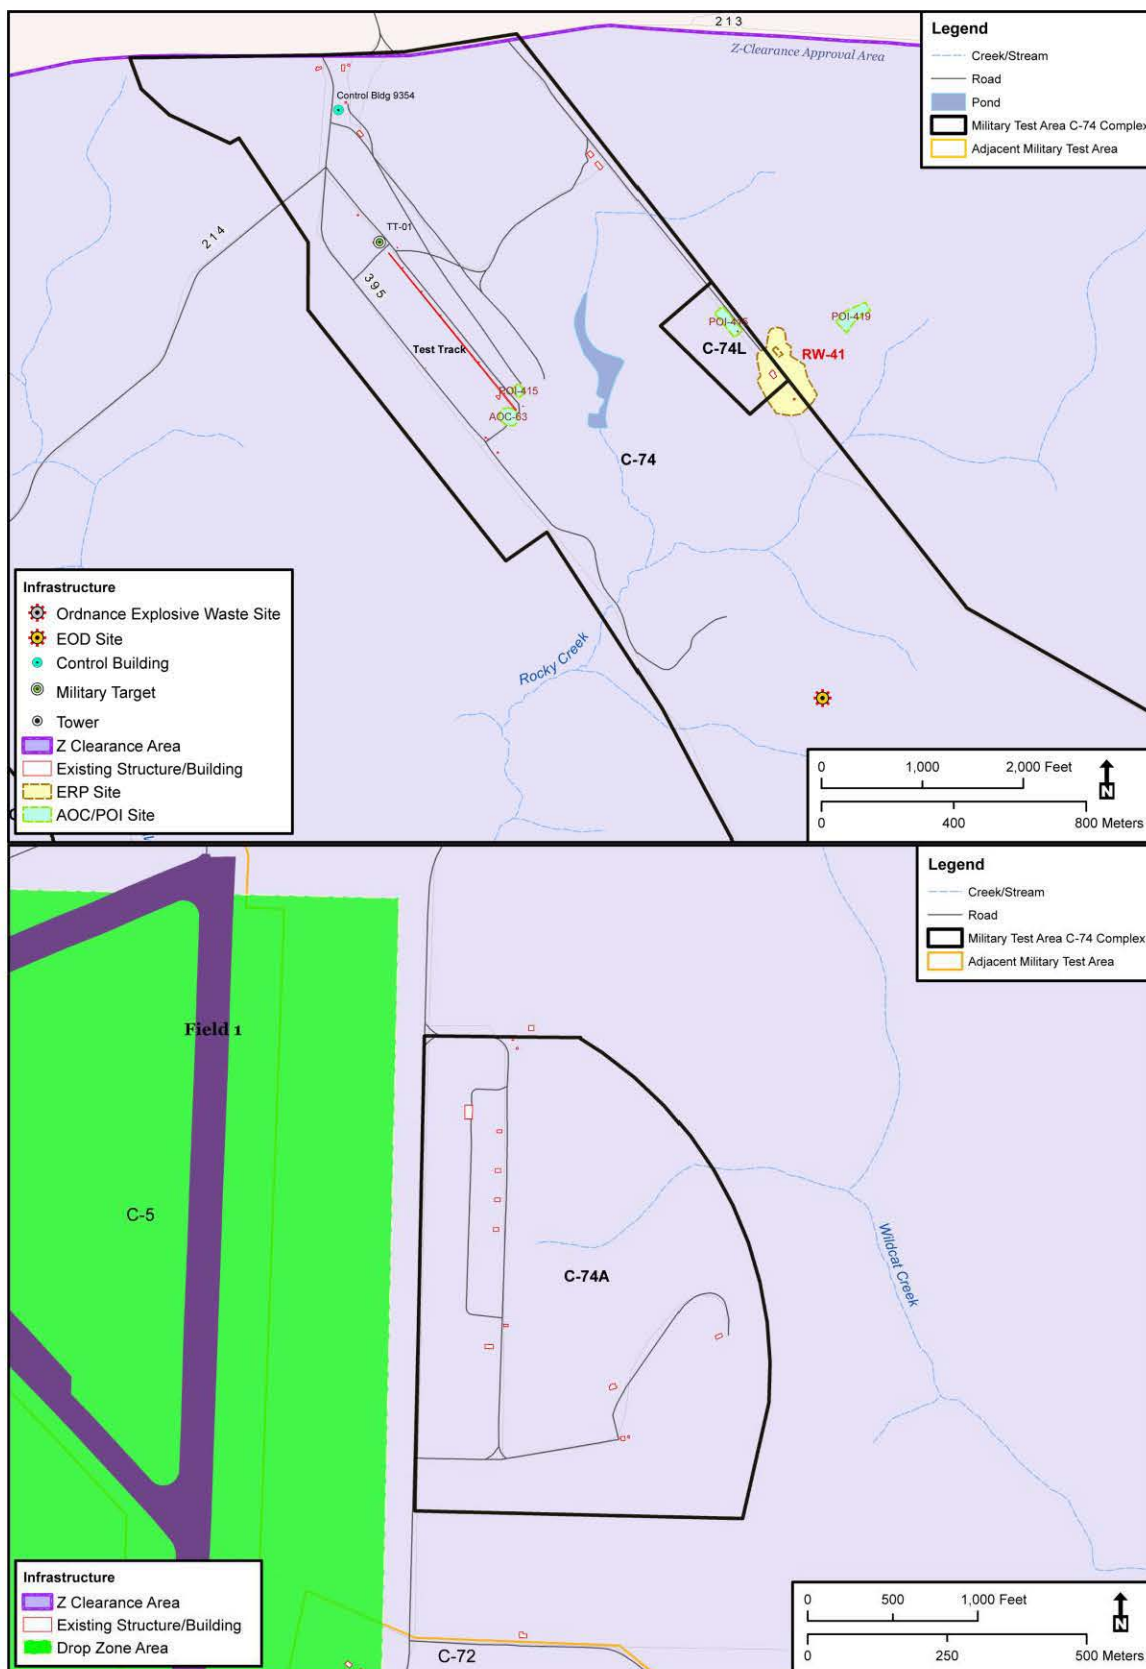 213
Z-Clearance Approval Area
Legend
Creek/Stream
Road
Pond
Military Test Area C-74 Complex
Adjacent Military Test Area
Control Bldg 9354
214
TT-01
395
Test Track
POI-419
C-74L
RW-41
POI-415
AOC-63
C-74
Rocky Creek
Infrastructure
Ordnance Explosive Waste Site
EOD Site
Control Building
Military Target
Tower
Z Clearance Area
Existing Structure/Building
ERP Site
AOC/POI Site
0 1,000 2,000 Feet
N
0 400 800 Meters
Legend
Creek/Stream
Road
Military Test Area C-74 Complex
Adjacent Military Test Area
Field 1
C-5
C-74A
Wildcat Creek
Infrastructure
Z Clearance Area
Existing Structure/Building
Drop Zone Area
C-72
0 500 1,000 Feet
N
0 250 500 Meters